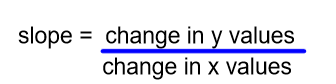 slope = change in y values
change in x values